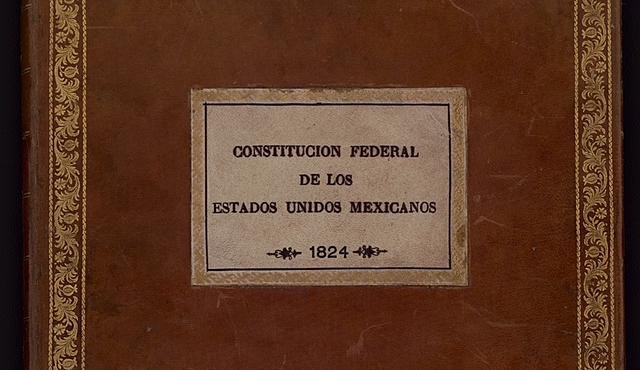 CONSTITUCION FEDERAL
DE LOS
ESTADOS UNIDOS MEXICANOS
1824